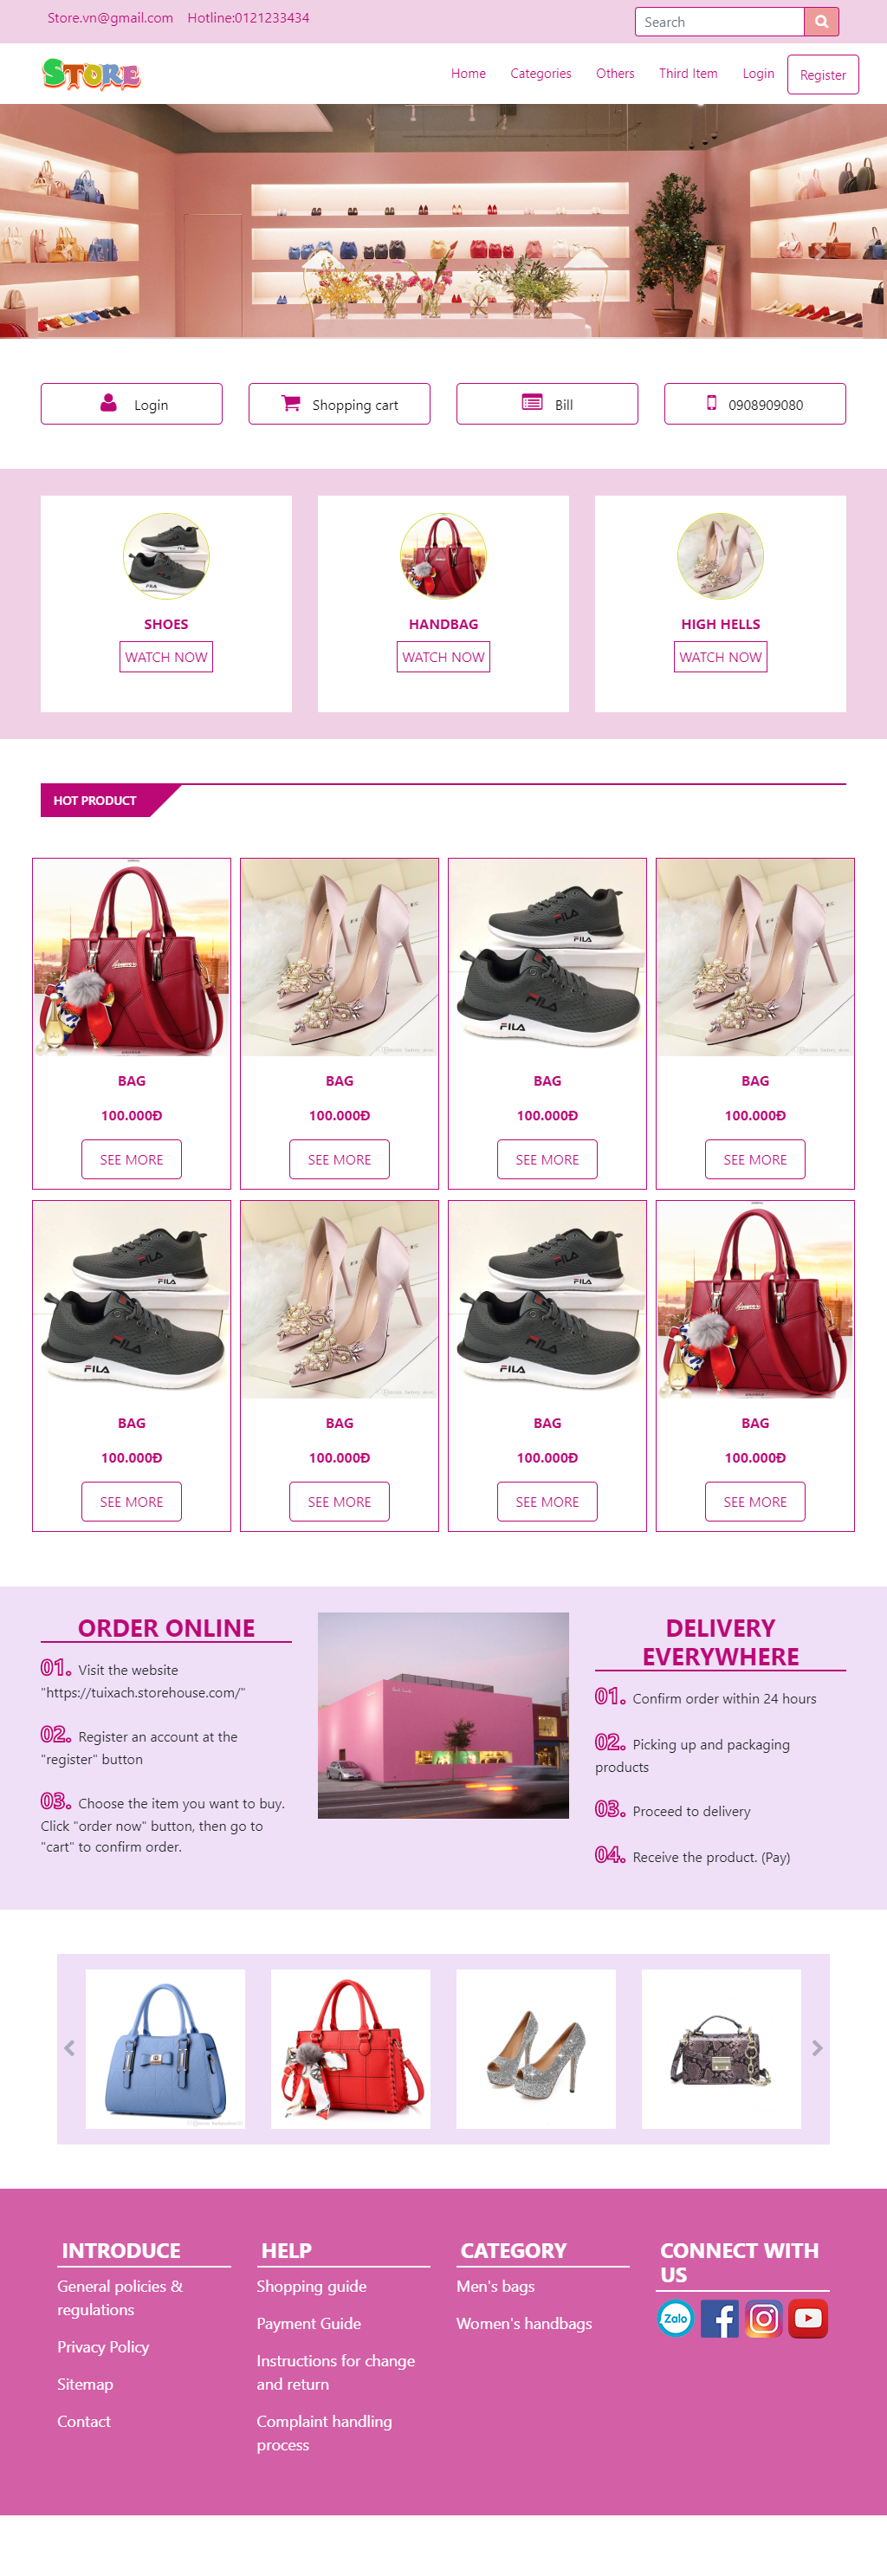 Store.vn@gmail.com Hotline:0121233434
Search
STORE
Home Categories Others Third Item Login Register
Login Shopping cart Bill 0908909080
SHOES HANDBAG HIGH HELLS
WATCH NOW WATCH NOW WATCH NOW
HOT PRODUCT
FILA
FILA
BAG BAG BAG BAG
100.000Đ 100.000Đ 100.000Đ 100.000Đ
SEE MORE SEE MORE SEE MORE SEE MORE
FILA FILA
FILA FILA
BAG BAG BAG BAG
100.000Đ 100.000Đ 100.000Đ 100.000Đ
SEE MORE SEE MORE SEE MORE SEE MORE
ORDER ONLINE
01. Visit the website
"https://tuixach.storehouse.com/"
02. Register an account at the
"register" button
03. Choose the item you want to buy.
Click "order now" button, then go to
"cart" to confirm order.
DELIVERY
EVERYWHERE
01. Confirm order within 24 hours
02. Picking up and packaging
products
03. Proceed to delivery
04. Receive the product. (Pay)
INTRODUCE
General policies &
regulations
Privacy Policy
Sitemap
Contact
HELP
Shopping guide
Payment Guide
Instructions for change
and return
Complaint handling
process
CATEGORY
Men's bags
Women's handbags
CONNECT WITH
US
Zalo